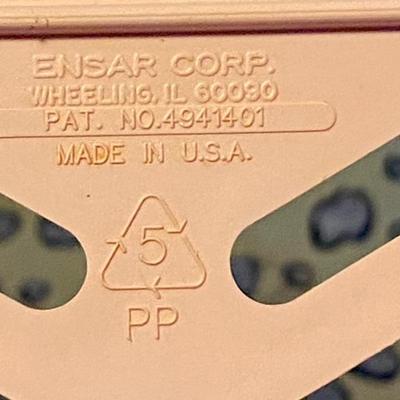 ENSAR CORP.
WHEELING, IL 60090
PAT. NO.4941401
MADE IN U.S.A.
5
PP